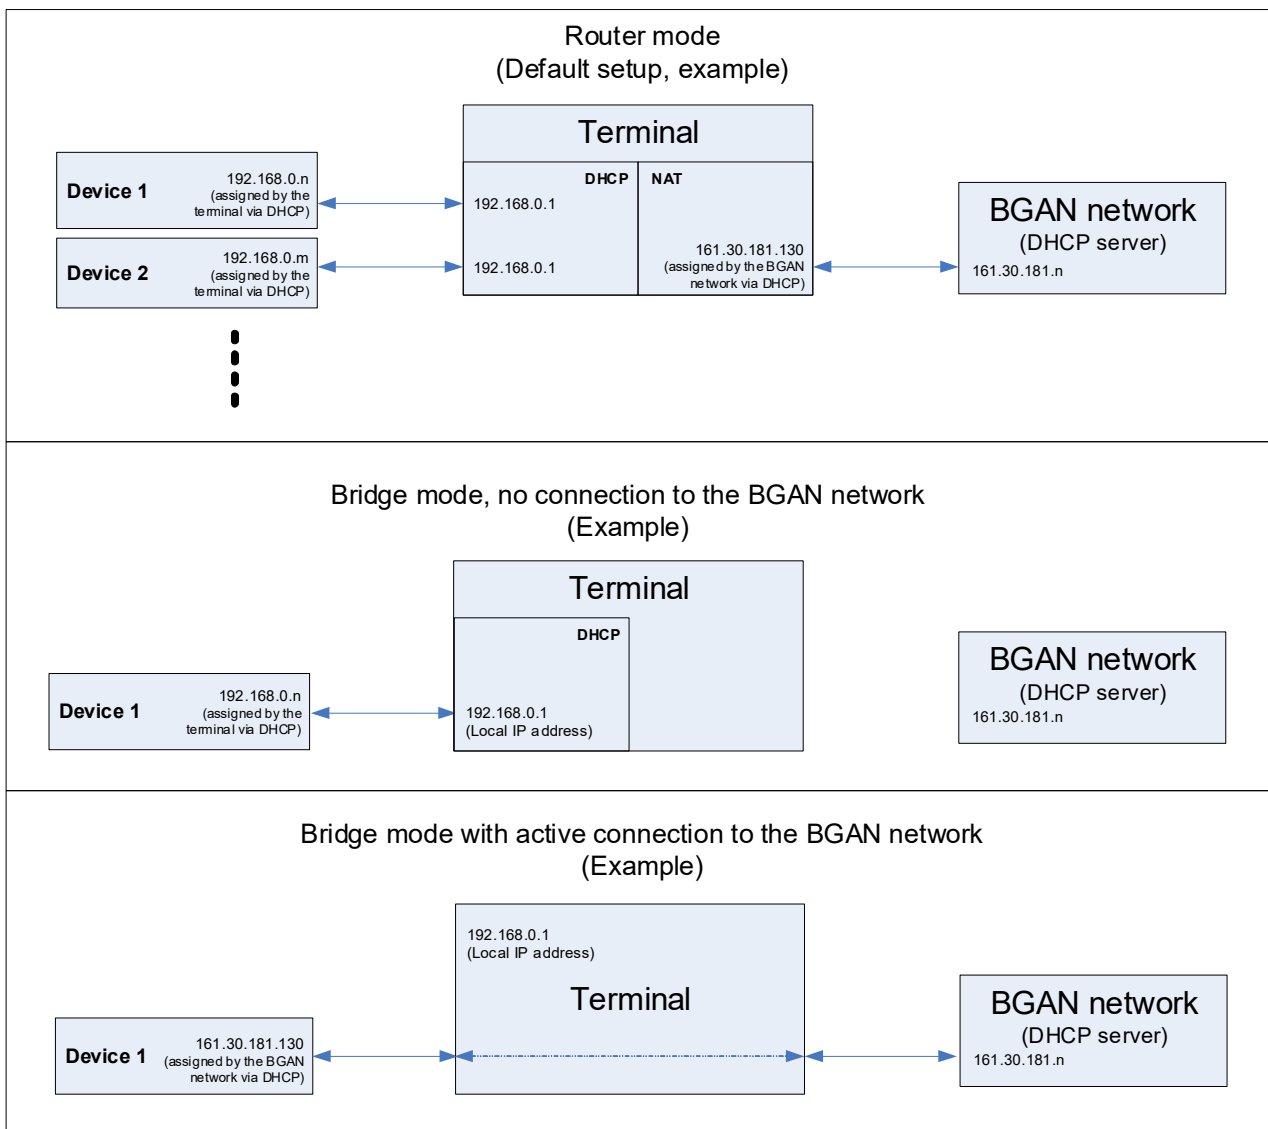 Router mode
(Default setup, example)
Terminal
DHCP
NAT
Device 1
192.168.0.n
(assigned by the
terminal via DHCP)
192.168.0.1
Device 2
192.168.0.m
(assigned by the
terminal via DHCP)
192.168.0.1
161.30.181.130
(assigned by the BGAN
network via DHCP)
BGAN network
(DHCP server)
161.30.181.n
Bridge mode, no connection to the BGAN network
(Example)
Terminal
DHCP
Device 1
192.168.0.n
(assigned by the
terminal via DHCP)
192.168.0.1
(Local IP address)
BGAN network
(DHCP server)
161.30.181.n
Bridge mode with active connection to the BGAN network
(Example)
192.168.0.1
(Local IP address)
Terminal
Device 1
161.30.181.130
(assigned by the BGAN
network via DHCP)
BGAN network
(DHCP server)
161.30.181.n